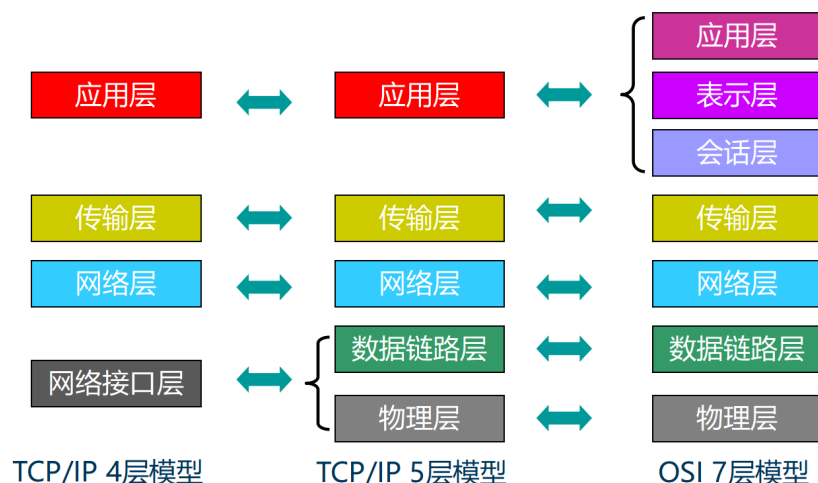 应用层
应用层
应用层
表示层
会话层
传输层
传输层
传输层
网络层
网络层
网络层
网络接口层
数据链路层
数据链路层
物理层
物理层
TCP/IP 4层模型
TCP/IP 5层模型
OSI 7层模型